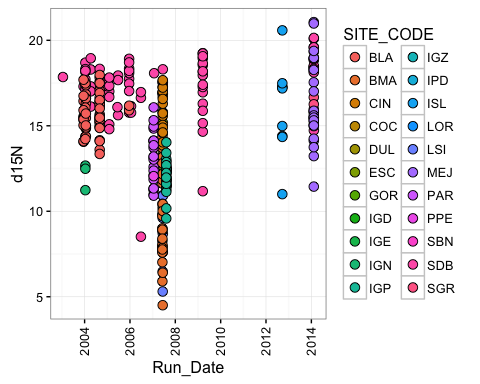 SITE_CODE
BLA
BMA
CIN
COC
DUL
ESC
GOR
IGD
IGE
IGN
IGP
IGZ
IPD
ISL
LOR
LSI
MEJ
PAR
PPE
SBN
SDB
SGR
d15N
20
15
10
5
2004
2006
2008
2010
2012
2014
Run_Date